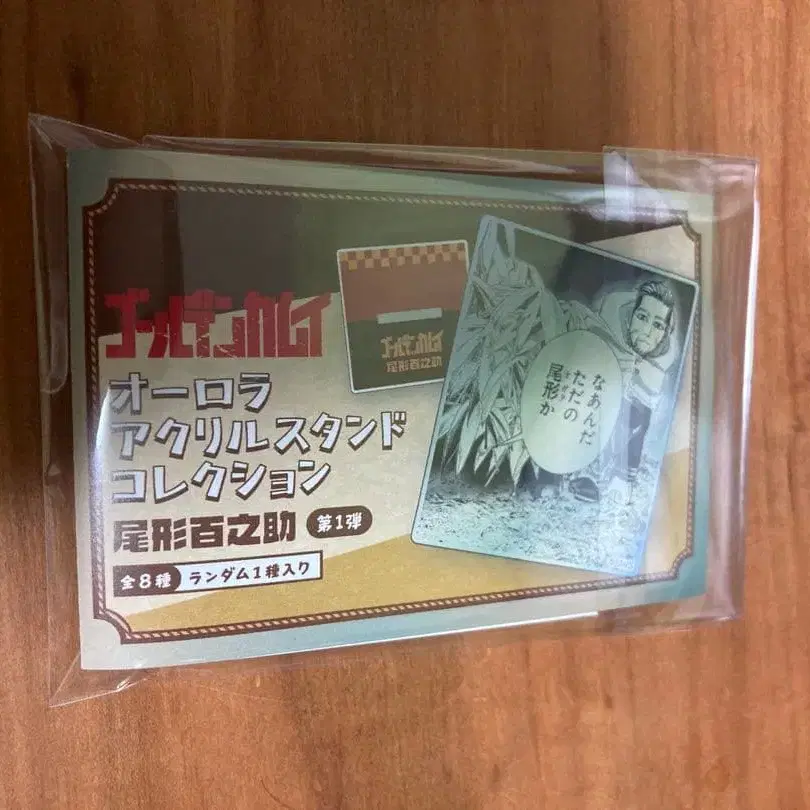 ゴールデンカムイ
オーロラ
アクリルスタンド
コレクション
尾形百之助 第1弾
全8種 ランダム1種入り
ゴールデンカムイ
尾形百之助
なあんだ
ただの
尾形か